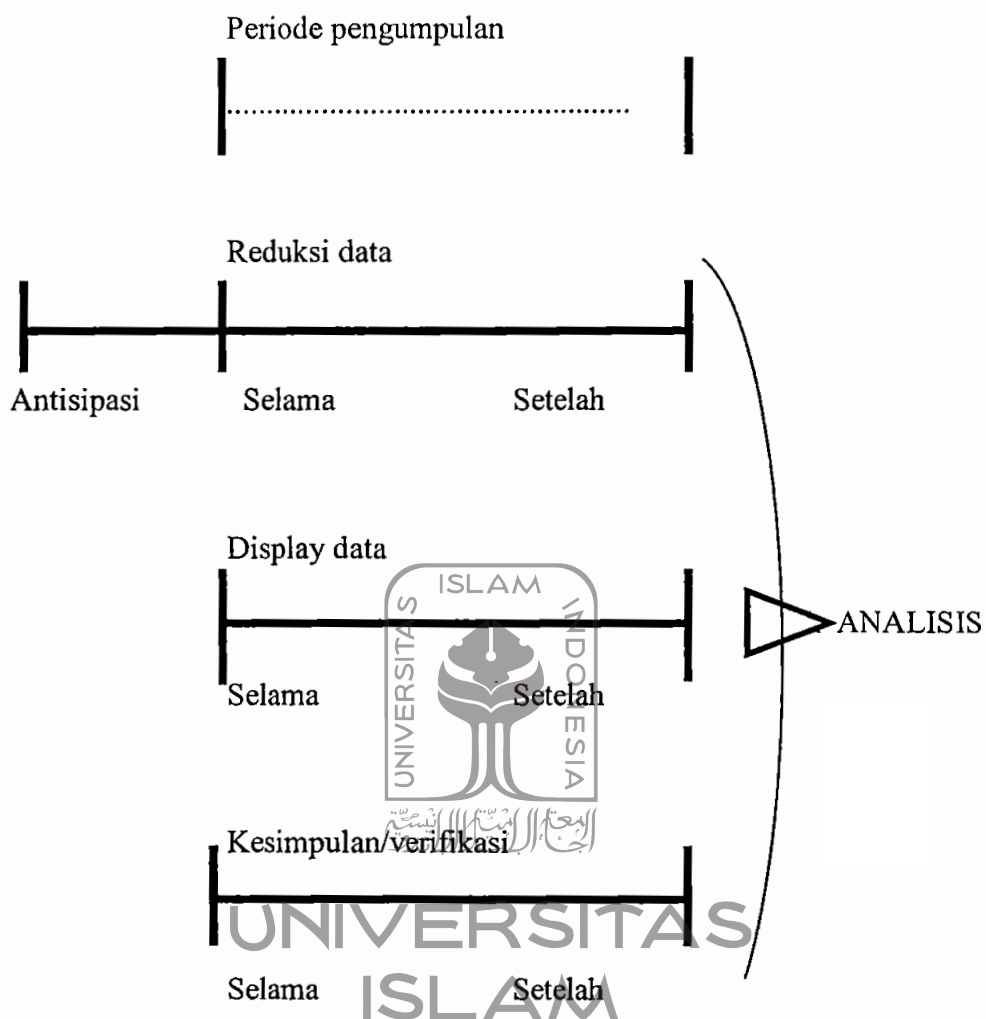 Periode pengumpulan
Reduksi data
Antisipasi Selama Setelah
Display data
ISLAM
UNIVERSITAS
INDONESIA
ANALISIS
Selama Setelah
Kesimpulan/verifikasi
UNIVERSITAS
Selama Setelah
ISLAM